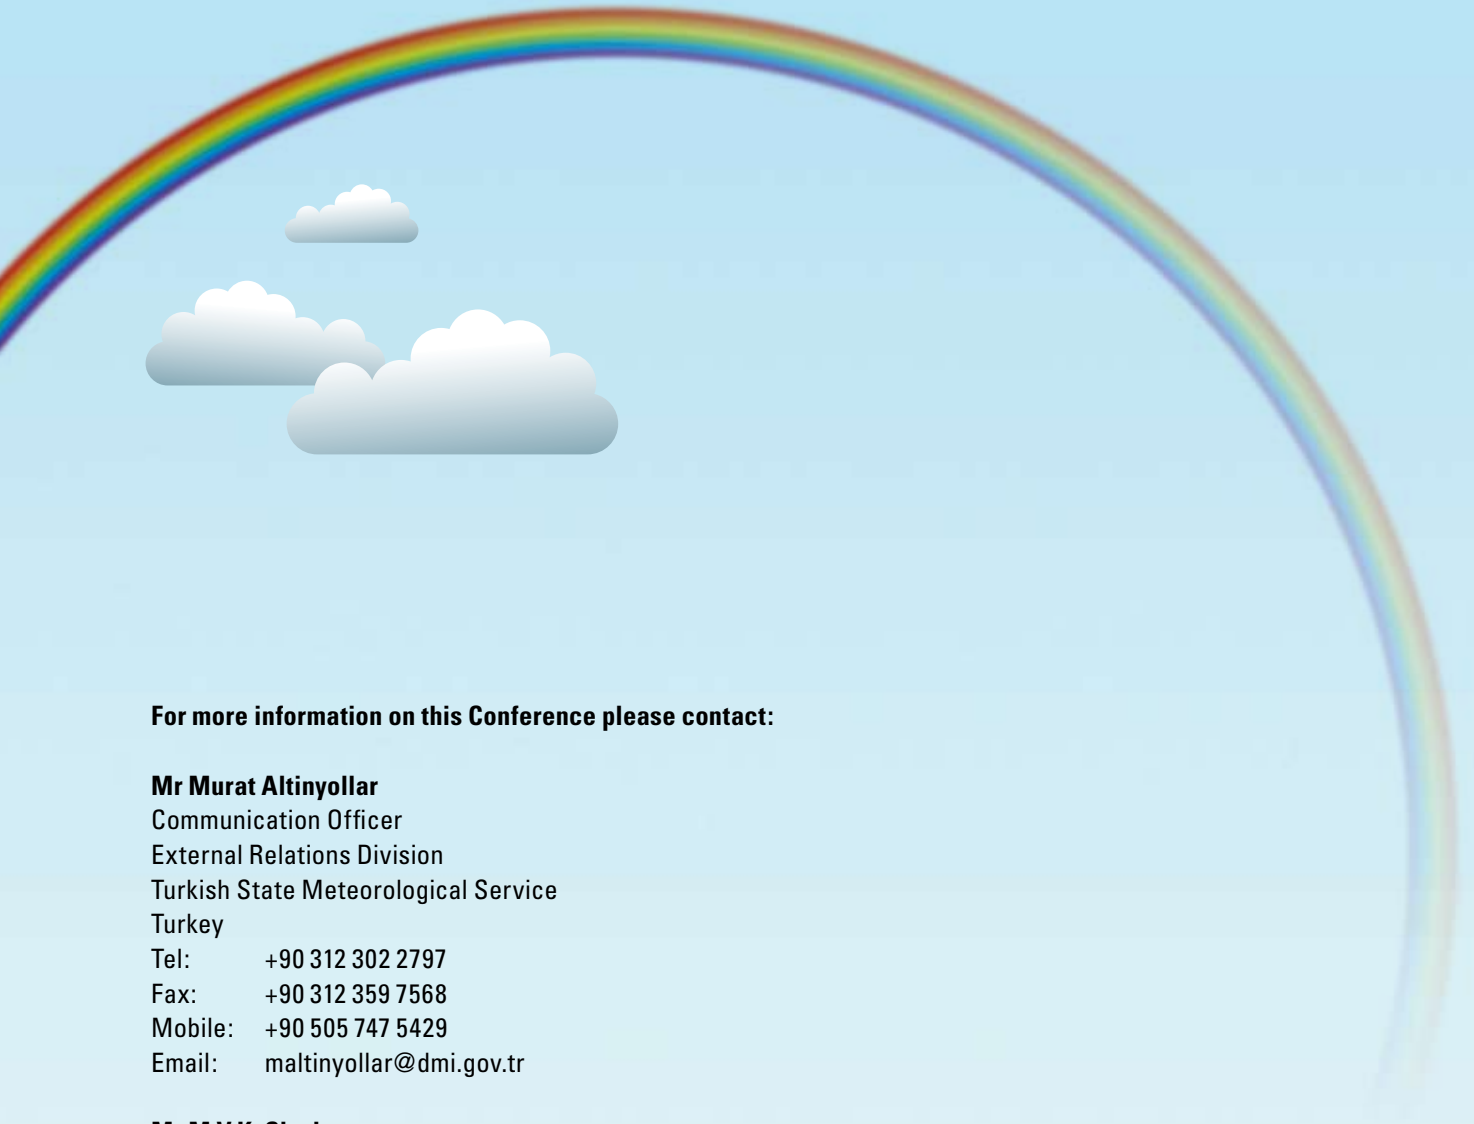 For more information on this Conference please contact:
Mr Murat Altinyollar
Communication Officer
External Relations Division
Turkish State Meteorological Service
Turkey
Tel: +90 312 302 2797
Fax: +90 312 359 7568
Mobile: +90 505 747 5429
Email: maltinyollar@dmi.gov.tr